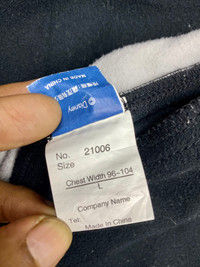 © Disney
MADE IN CHINA
No. 21006
Size
Chest Width 96-104
L
Company Name
Tel:
Made In China